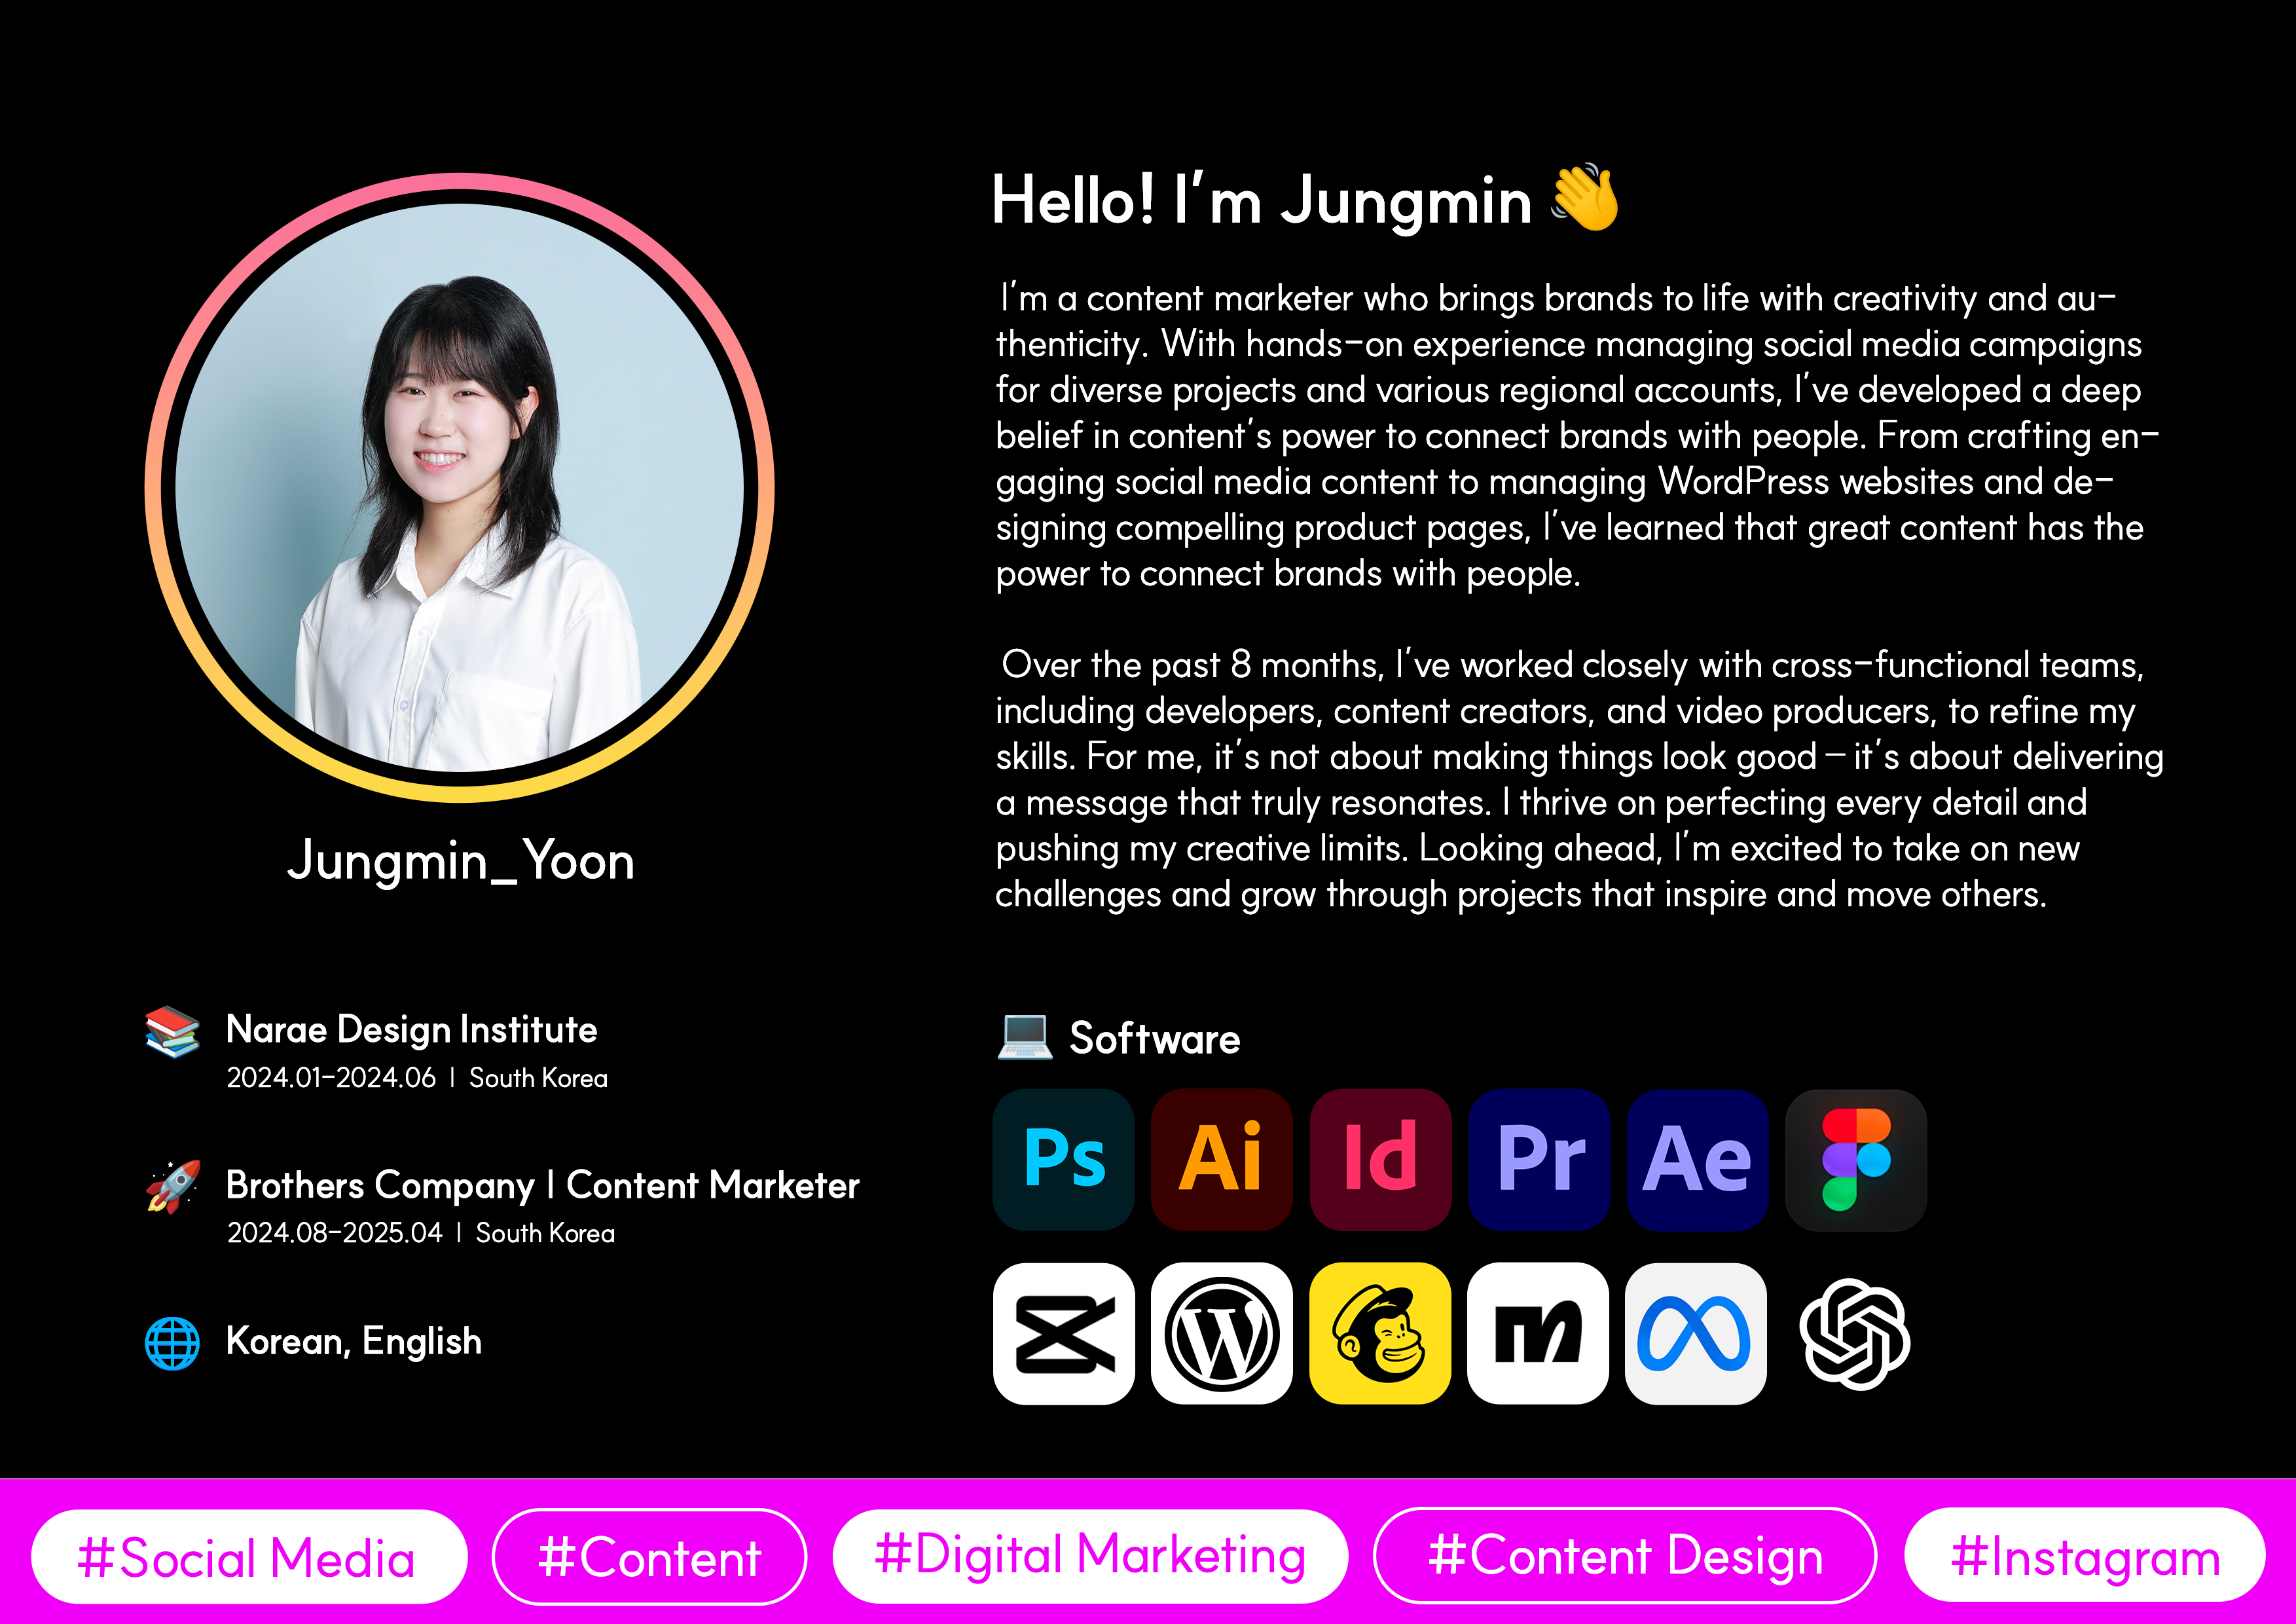 Hello! I'm Jungmin 👋
I'm a content marketer who brings brands to life with creativity and au-
thenticity. With hands-on experience managing social media campaigns
for diverse projects and various regional accounts, I've developed a deep
belief in content's power to connect brands with people. From crafting en-
gaging social media content to managing WordPress websites and de-
signing compelling product pages, I've learned that great content has the
power to connect brands with people.
Over the past 8 months, I've worked closely with cross-functional teams,
including developers, content creators, and video producers, to refine my
skills. For me, it's not about making things look good — it's about delivering
a message that truly resonates. I thrive on perfecting every detail and
pushing my creative limits. Looking ahead, I'm excited to take on new
challenges and grow through projects that inspire and move others.
Jungmin_Yoon
Narae Design Institute
2024.01-2024.06 | South Korea
Brothers Company | Content Marketer
2024.08-2025.04 | South Korea
Korean, English
Software
Ps Ai Id Pr Ae
#Social Media #Content #Digital Marketing #Content Design #Instagram